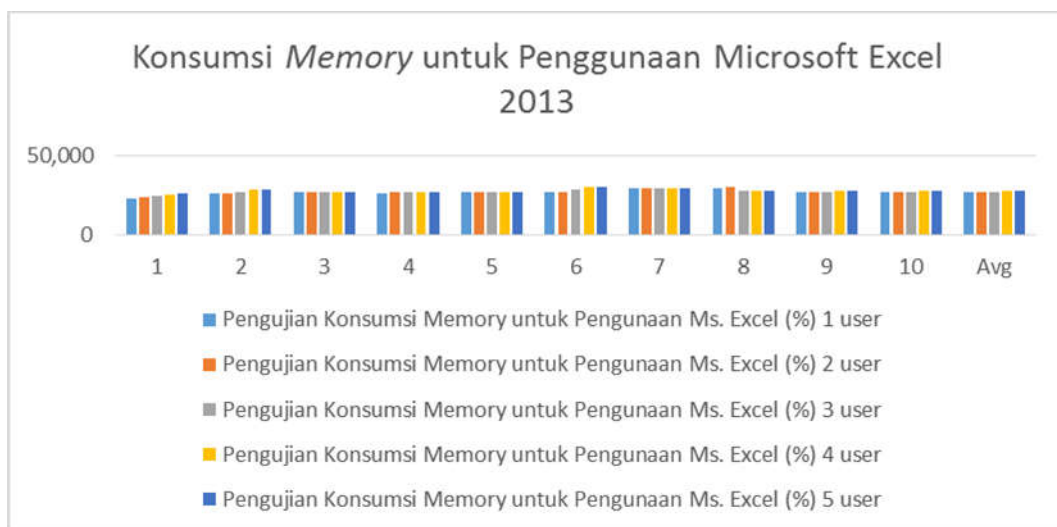 Konsumsi Memory untuk Penggunaan Microsoft Excel
2013
50,000
0
1 2 3 4 5 6 7 8 9 10 Avg
Pengujian Konsumsi Memory untuk Pengunaan Ms. Excel (%) 1 user
Pengujian Konsumsi Memory untuk Pengunaan Ms. Excel (%) 2 user
Pengujian Konsumsi Memory untuk Pengunaan Ms. Excel (%) 3 user
Pengujian Konsumsi Memory untuk Pengunaan Ms. Excel (%) 4 user
Pengujian Konsumsi Memory untuk Pengunaan Ms. Excel (%) 5 user